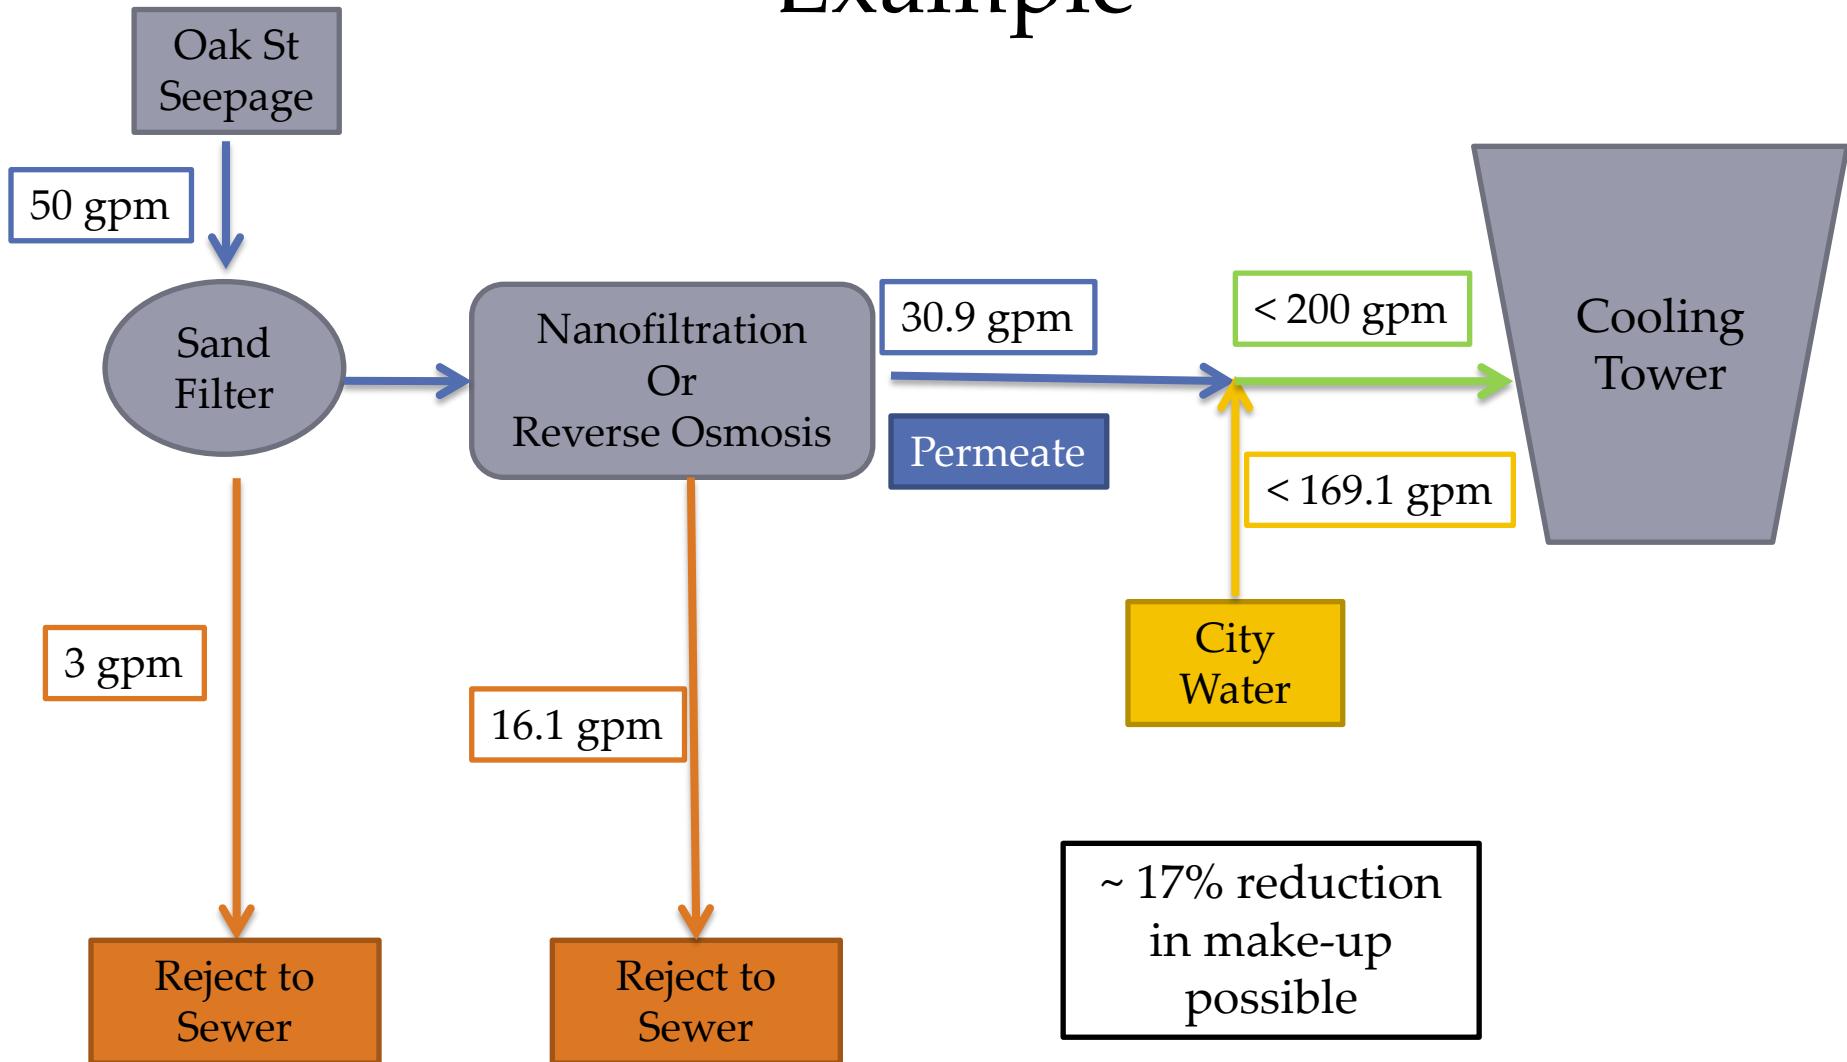 Example
Oak St
Seepage
50 gpm
Sand
Filter
Nanofiltration
Or
Reverse Osmosis
30.9 gpm
Permeate
< 200 gpm
< 169.1 gpm
Cooling
Tower
City
Water
3 gpm
16.1 gpm
Reject to
Sewer
Reject to
Sewer
~ 17% reduction
in make-up
possible